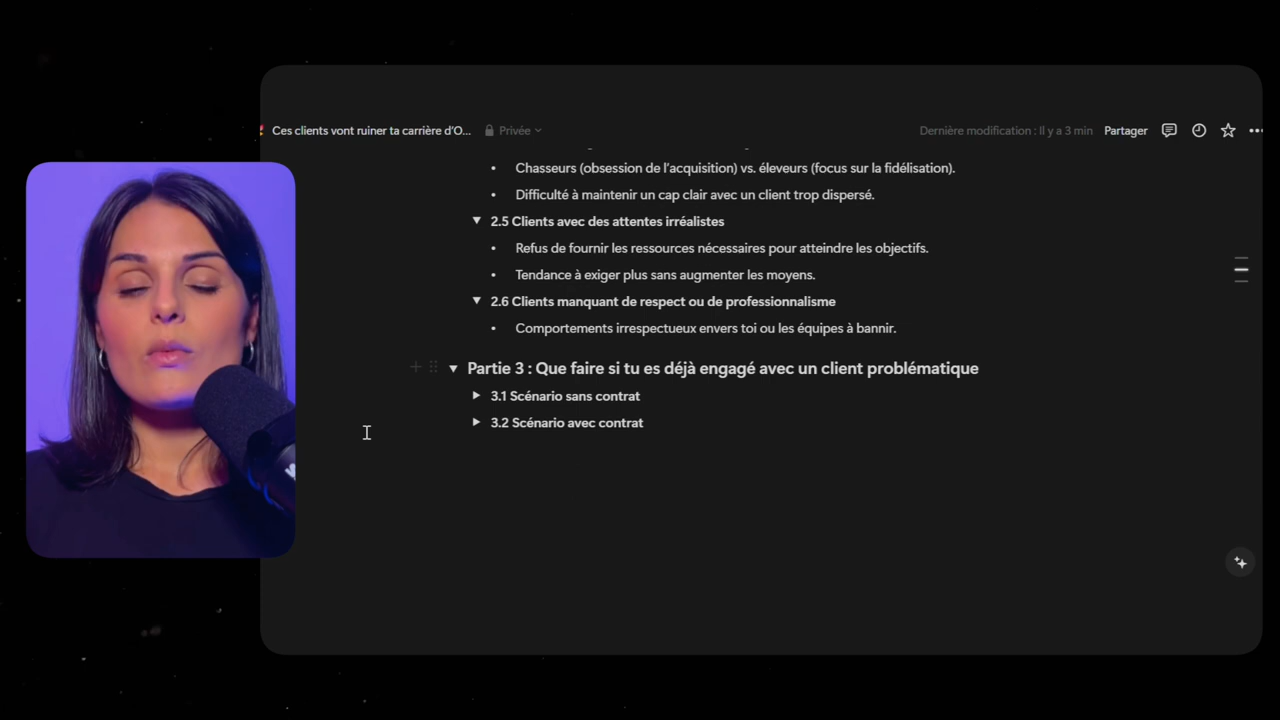 Ces clients vont ruiner ta carrière d'O... Privée Dernière modification : Il y a 3 min Partager
• Chasseurs (obsession de l'acquisition) vs. éleveurs (focus sur la fidélisation).
• Difficulté à maintenir un cap clair avec un client trop dispersé.
2.5 Clients avec des attentes irréalistes
• Refus de fournir les ressources nécessaires pour atteindre les objectifs.
• Tendance à exiger plus sans augmenter les moyens.
2.6 Clients manquant de respect ou de professionnalisme
• Comportements irrespectueux envers toi ou les équipes à bannir.
Partie 3 : Que faire si tu es déjà engagé avec un client problématique
3.1 Scénario sans contrat
3.2 Scénario avec contrat